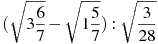 (√3 6/7 − √1 5/7) : √3/28